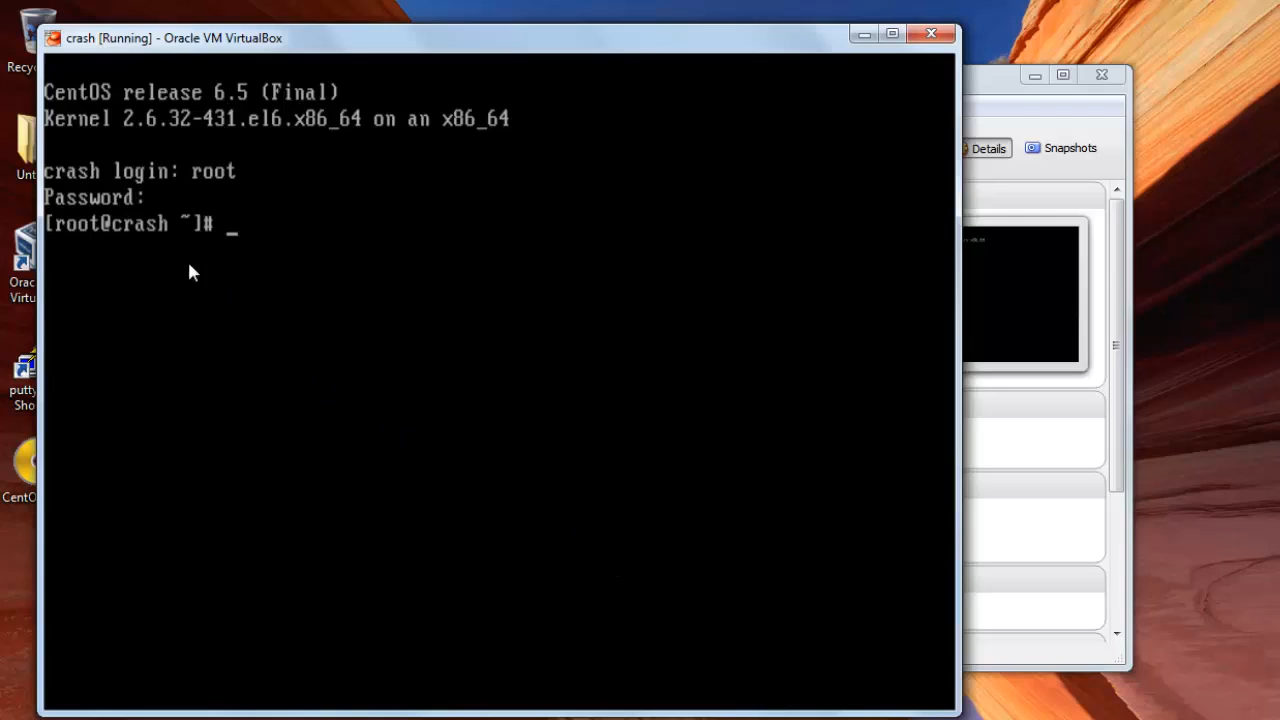 crash [Running] - Oracle VM VirtualBox
CentOS release 6.5 (Final)
Kernel 2.6.32-431.el6.x86_64 on an x86_64
crash login: root
Password:
[root@crash ~]# _
Details
Snapshots
Recyc
Unt
Orac
Virtu
putty
Sho
CentO